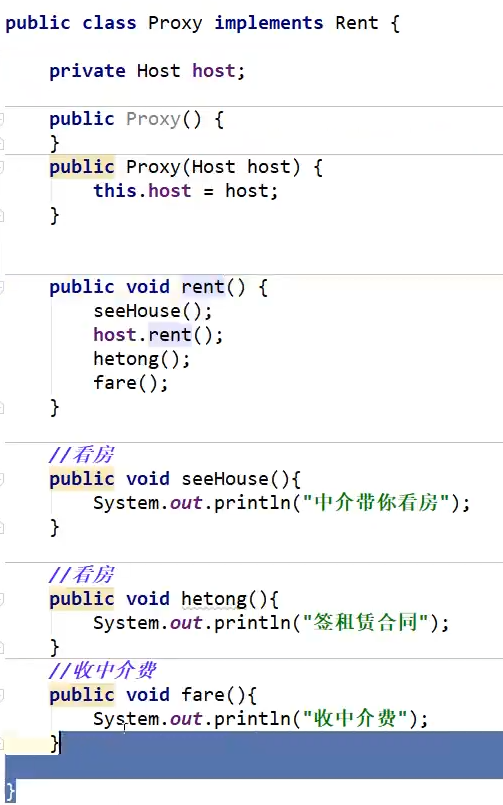 public class Proxy implements Rent {
private Host host;
public Proxy() {
}
public Proxy(Host host) {
this.host = host;
}
public void rent() {
seeHouse();
host.rent();
hetong();
fare();
}
//看房
public void seeHouse(){
System.out.println("中介带你看房");
}
//看房
public void hetong(){
System.out.println("签租赁合同");
}
//收中介费
public void fare(){
System.out.println("收中介费");
}
}